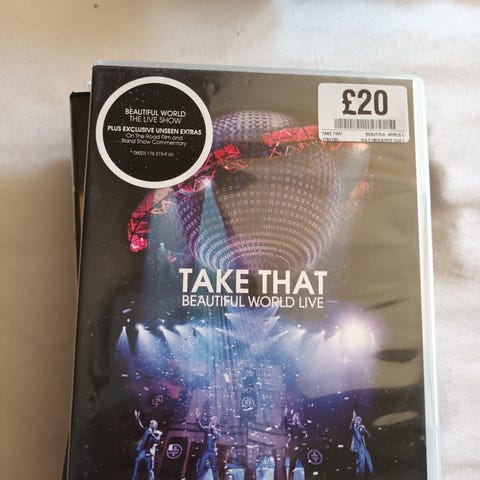 BEAUTIFUL WORLD
THE LIVE SHOW
PLUS EXCLUSIVE UNSEEN EXTRAS
On The Road Film and
Band Show Commentary
£20
TAKE THAT BEAUTIFUL WORLD L
TAKE THAT
BEAUTIFUL WORLD LIVE